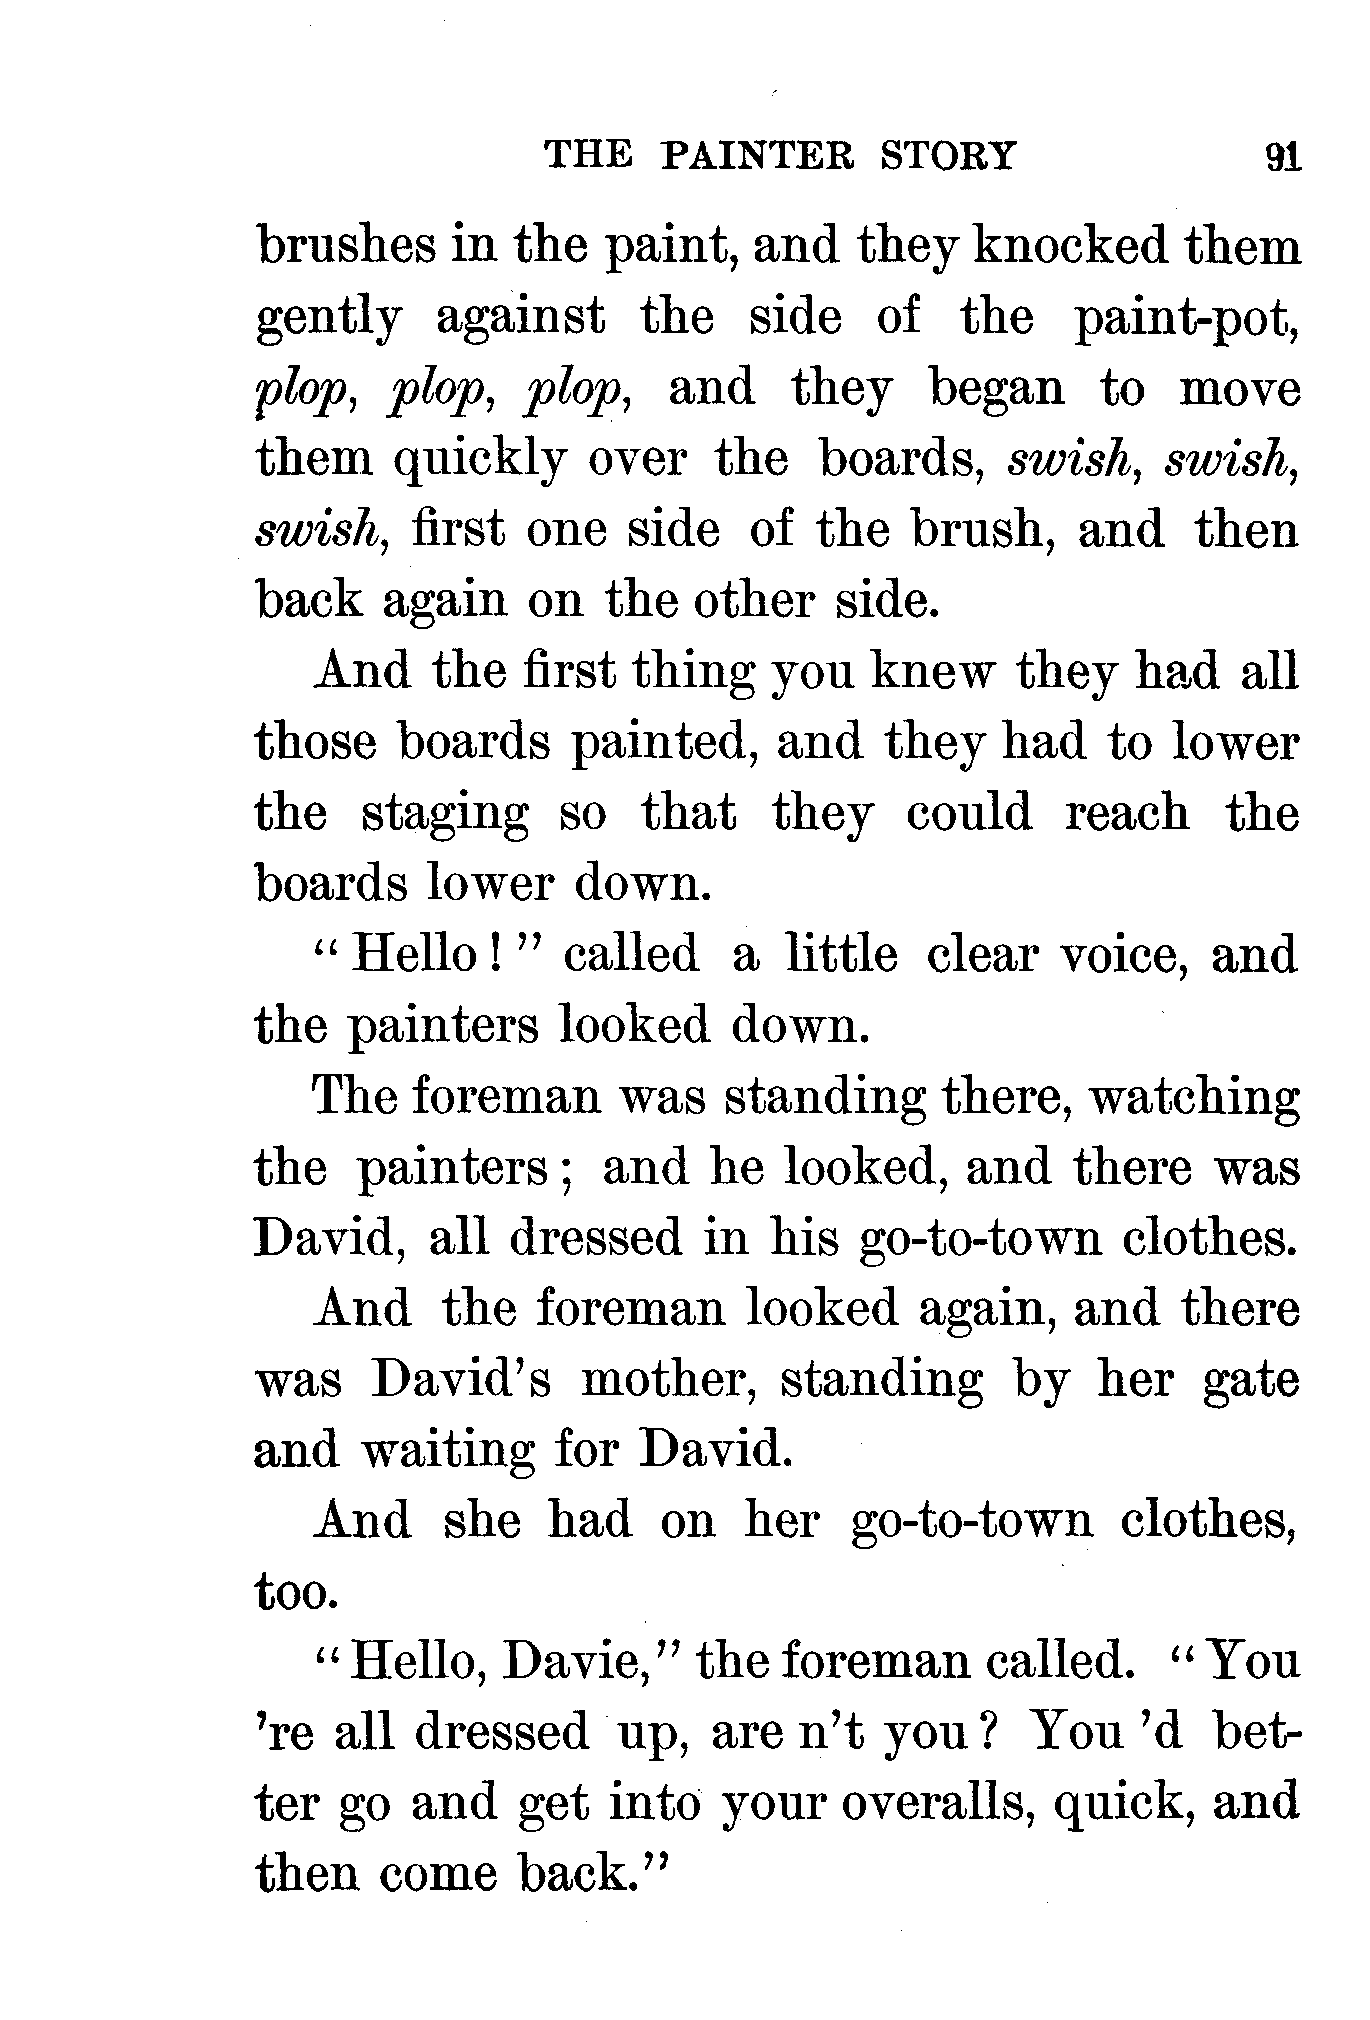 THE PAINTER STORY 91
brushes in the paint, and they knocked them
gently against the side of the paint-pot,
plop, plop, plop, and they began to move
them quickly over the boards, swish, swish,
swish, first one side of the brush, and then
back again on the other side.
And the first thing you knew they had all
those boards painted, and they had to lower
the staging so that they could reach the
boards lower down.
“ Hello ! ” called a little clear voice, and
the painters looked down.
The foreman was standing there, watching
the painters ; and he looked, and there was
David, all dressed in his go-to-town clothes.
And the foreman looked again, and there
was David’s mother, standing by her gate
and waiting for David.
And she had on her go-to-town clothes,
too.
“ Hello, Davie,” the foreman called. “ You
’re all dressed up, are n’t you ? You ’d bet-
ter go and get into your overalls, quick, and
then come back.”